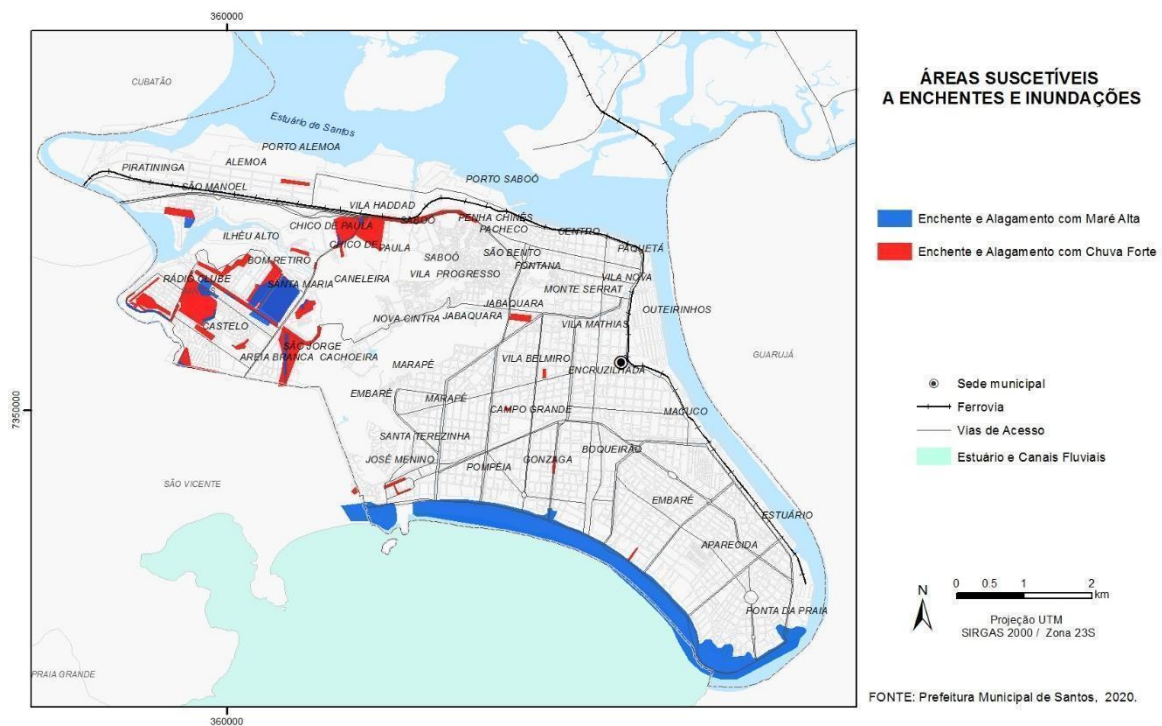 360000
CUBATÃO
Estuário de Santos
PORTO ALEMOA
ALEMOA
PIRATININGA
SÃO MANOEL
PORTO SABOÓ
VILA HADDAD
SABOÓ
PENHA CHINÊS
PACHECO
CHICO DE PAULA
CENTRO
ILHÉU ALTO
CHICO DE PAULA
PAQUETÁ
SÃO BENTO
SABOÓ
BOM RETIRO
FONTANA
VILA PROGRESSO
VILA NOVA
RÁDIO CLUBE
SANTA MARIA
CANELEIRA
MONTE SERRAT
JABAQUARA
OUTEIRINHOS
NOVA CINTRA
JABAQUARA
VILA MATHIAS
CASTELO
SÃO JORGE
AREIA BRANCA
CACHOEIRA
MARAPÉ
VILA BELMIRO
ENCRUZILHADA
GUARUJÁ
EMBARÉ
MARAPÉ
CAMPO GRANDE
MACUCO
7350000
SANTA TEREZINHA
BOQUEIRÃO
JOSÉ MENINO
POMPÉIA
GONZAGA
SÃO VICENTE
EMBARÉ
ESTUÁRIO
APARECIDA
PONTA DA PRAIA
PRAIA GRANDE
360000
ÁREAS SUSCETÍVEIS
A ENCHENTES E INUNDAÇÕES
Enchente e Alagamento com Maré Alta
Enchente e Alagamento com Chuva Forte
Sede municipal
Ferrovia
Vias de Acesso
Estuário e Canais Fluviais
N
0 0.5 1 2
km
Projeção UTM
SIRGAS 2000 / Zona 23S
FONTE: Prefeitura Municipal de Santos, 2020.